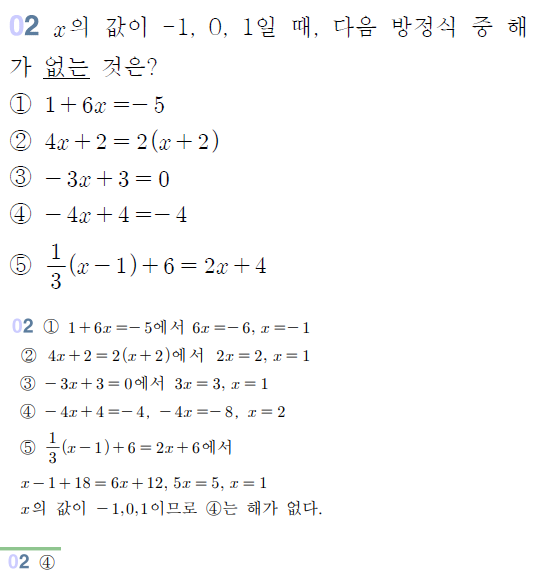 02 x의 값이 -1, 0, 1일 때, 다음 방정식 중 해
가 없는 것은?
① 1+6x=-5
② 4x+2=2(x+2)
③ -3x+3=0
④ -4x+4=-4
⑤ 1/3(x-1)+6=2x+4
02 ① 1+6x=-5에서 6x=-6, x=-1
② 4x+2=2(x+2)에서 2x=2, x=1
③ -3x+3=0에서 3x=3, x=1
④ -4x+4=-4, -4x=-8, x=2
⑤ 1/3(x-1)+6=2x+6에서
x-1+18=6x+12, 5x=5, x=1
x의 값이 -1,0,1이므로 ④는 해가 없다.
02 ④